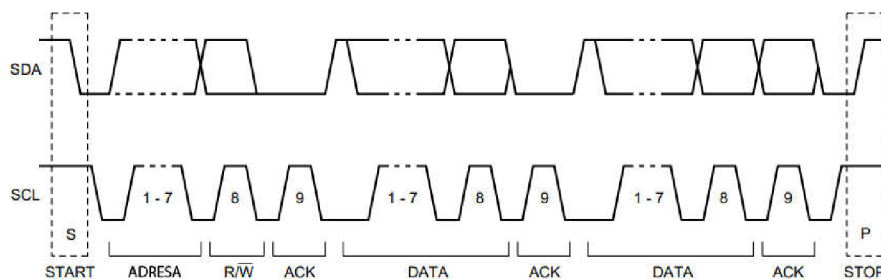 SDA
SCL
1 - 7 8 9 1 - 7 8 9 1 - 7 8 9
S P
START ADRESA R/W̅ ACK DATA ACK DATA ACK STOP